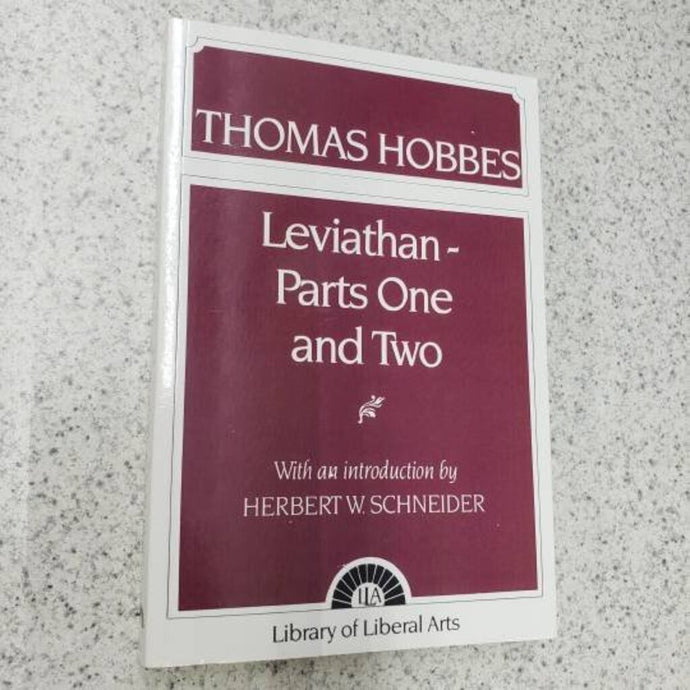 THOMAS HOBBES
Leviathan-
Parts One
and Two
With an introduction by
HERBERT W. SCHNEIDER
LLA
Library of Liberal Arts